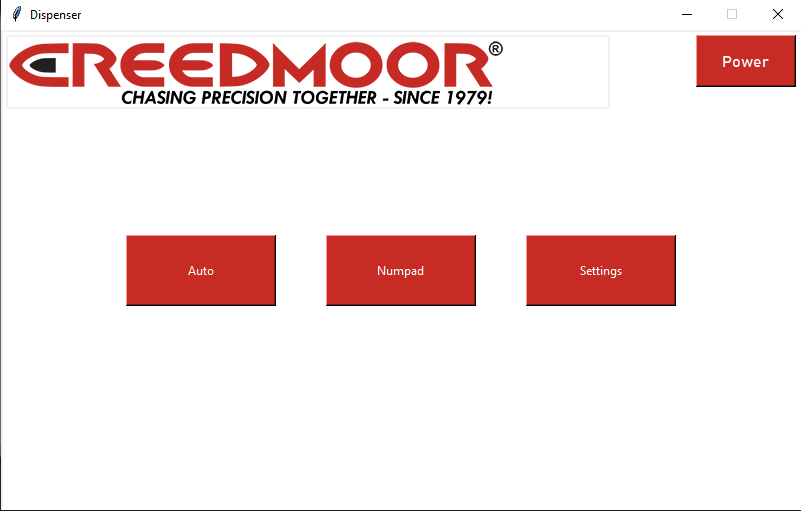 Dispenser
CREEDMOOR®
CHASING PRECISION TOGETHER - SINCE 1979!
Power
Auto
Numpad
Settings